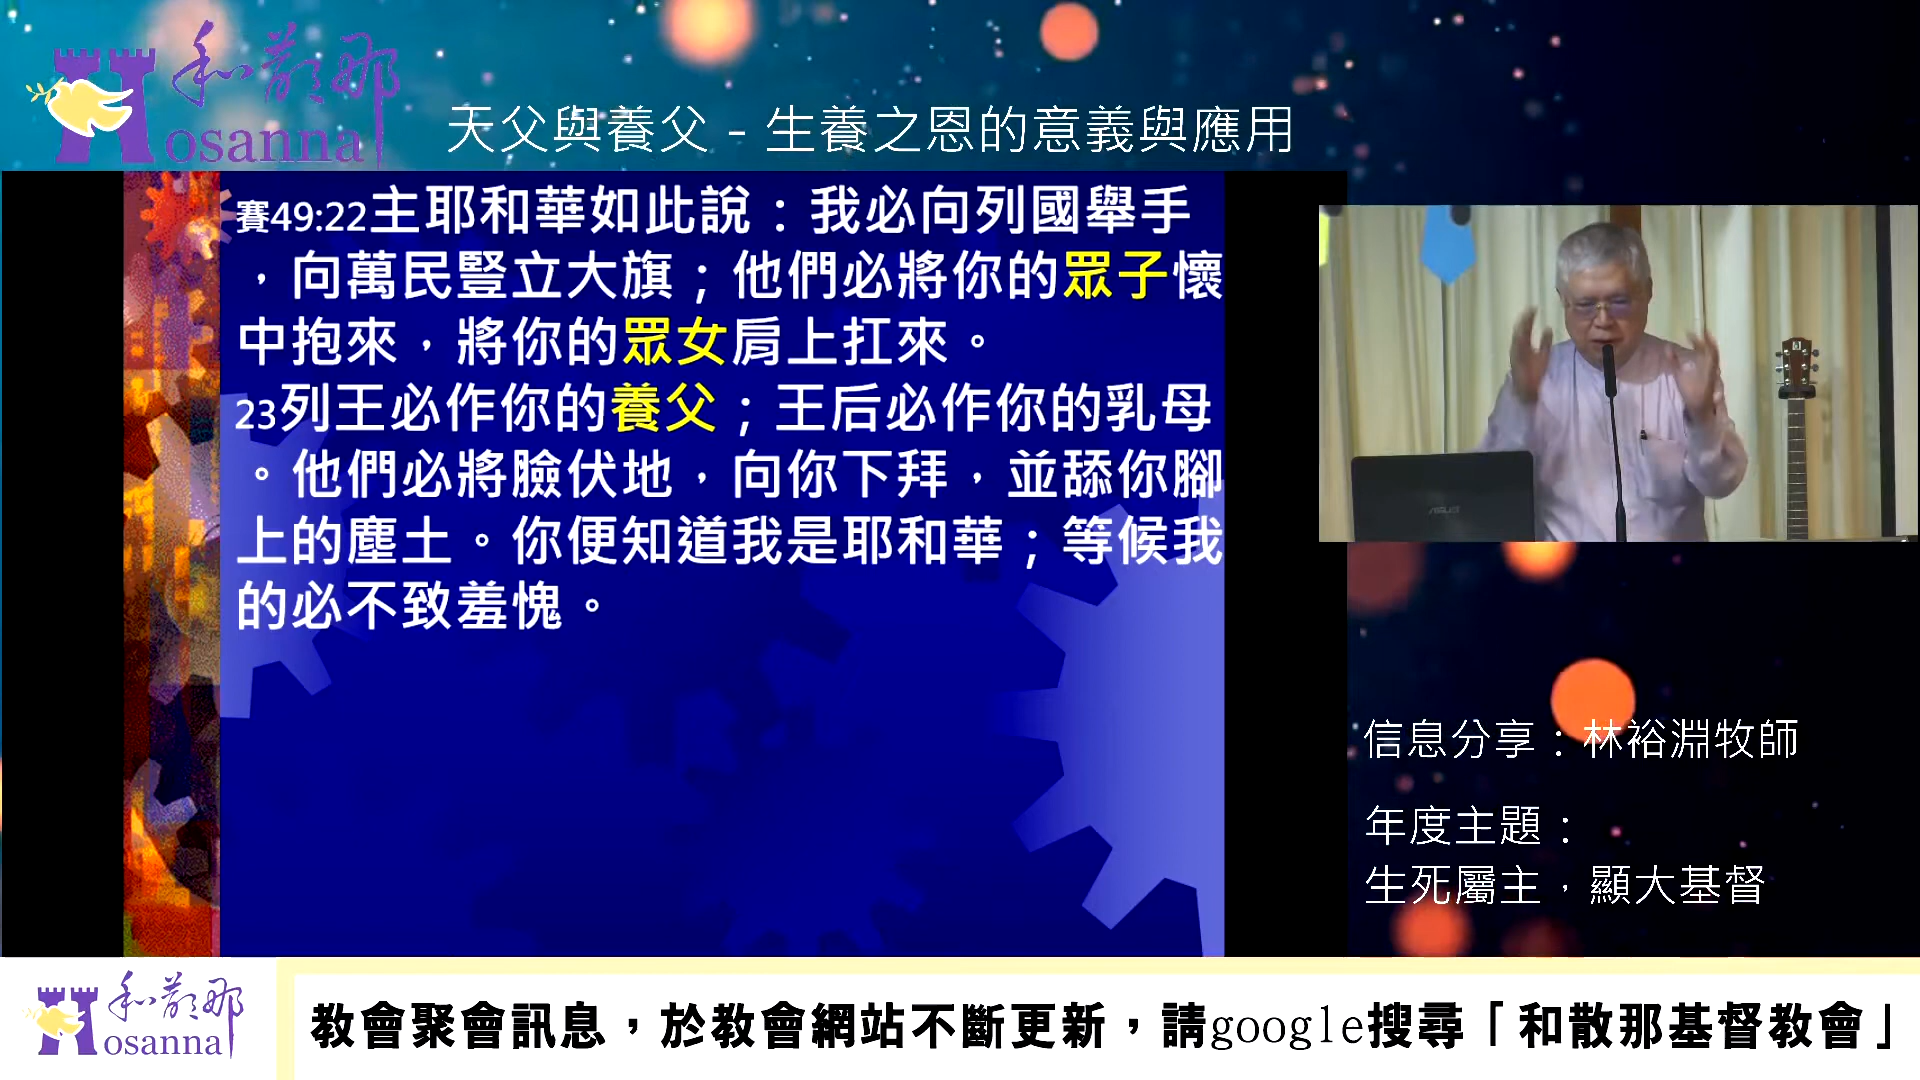 和散那
osanna
天父與養父 - 生養之恩的意義與應用
賽49:22主耶和華如此說：我必向列國舉手
，向萬民豎立大旗；他們必將你的眾子懷
中抱來，將你的眾女肩上扛來。
23列王必作你的養父；王后必作你的乳母
。他們必將臉伏地，向你下拜，並舔你腳
上的塵土。你便知道我是耶和華；等候我
的必不致羞愧。
ASUS
信息分享：林裕淵牧師
年度主題：
生死屬主，顯大基督
和散那
osanna
教會聚會訊息，於教會網站不斷更新，請google搜尋「和散那基督教會」